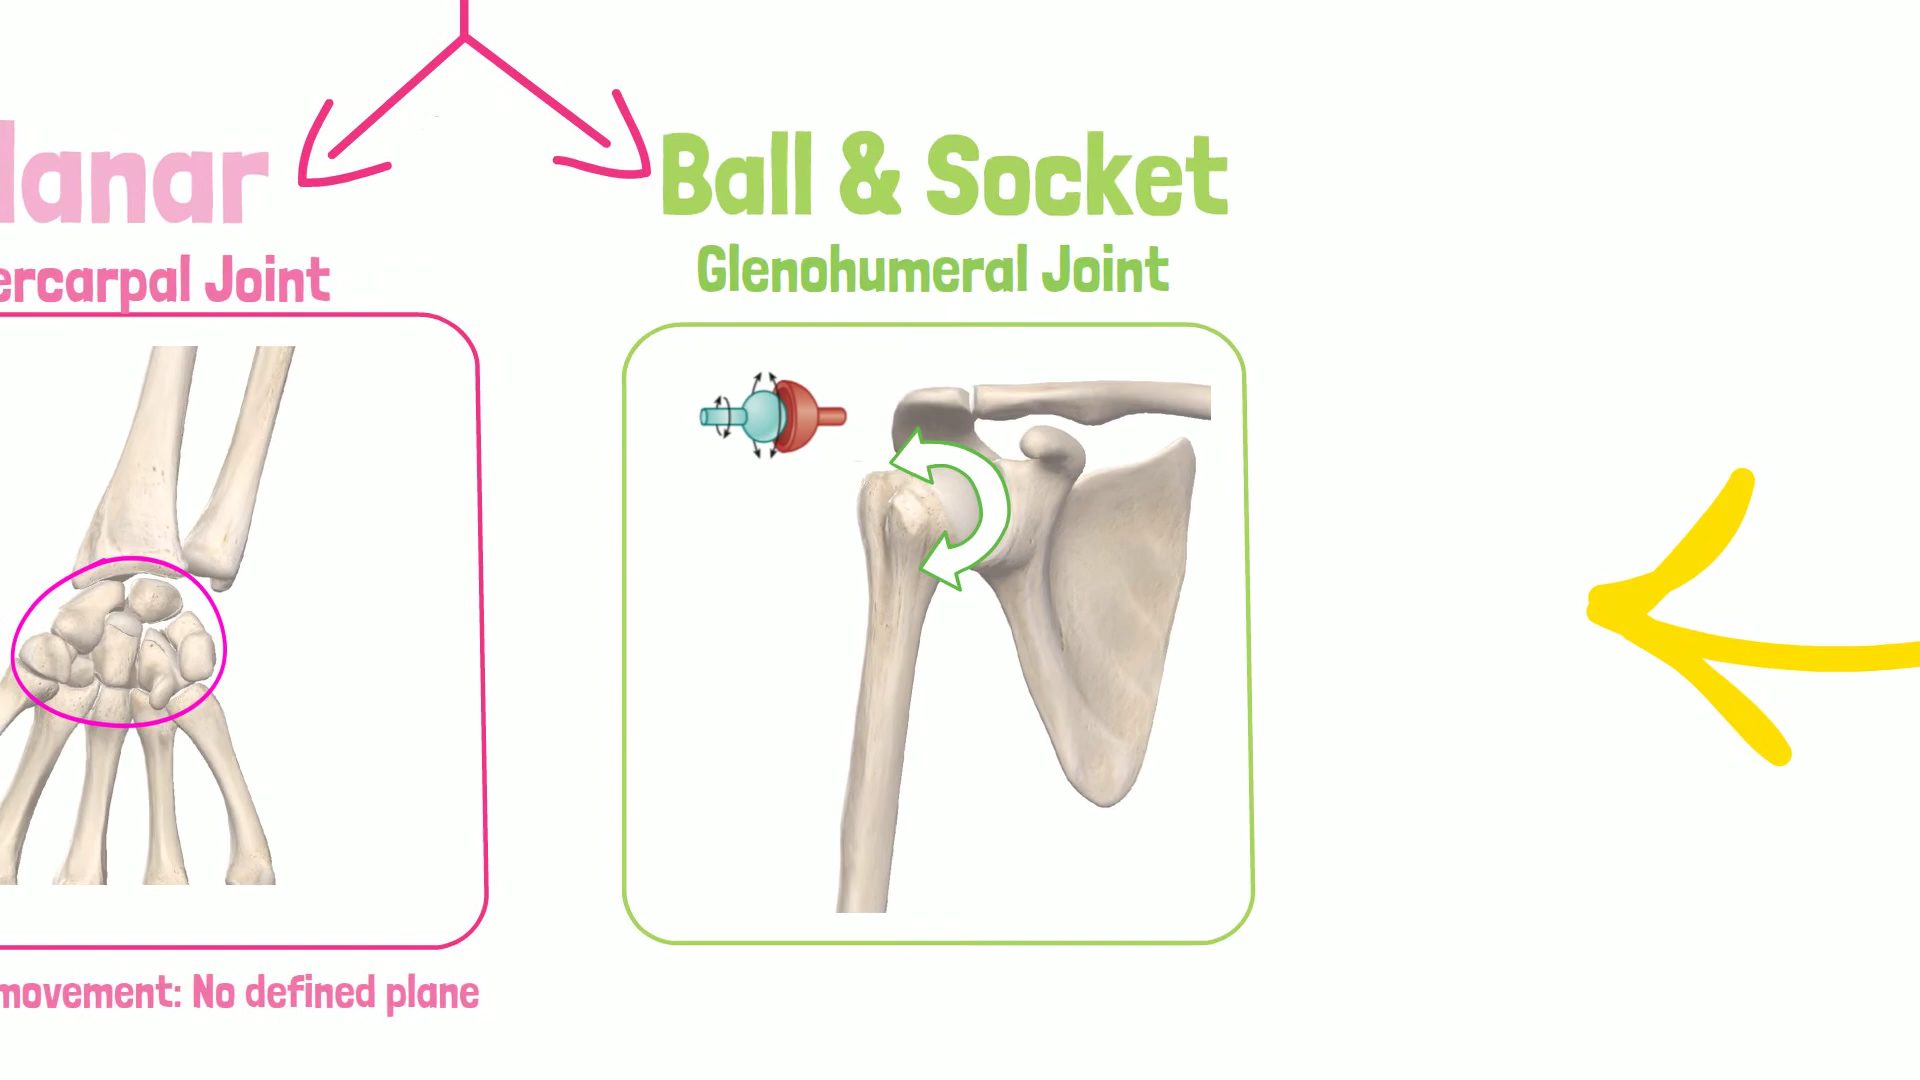 lanar
ercarpal Joint
movement: No defined plane
Ball & Socket
Glenohumeral Joint